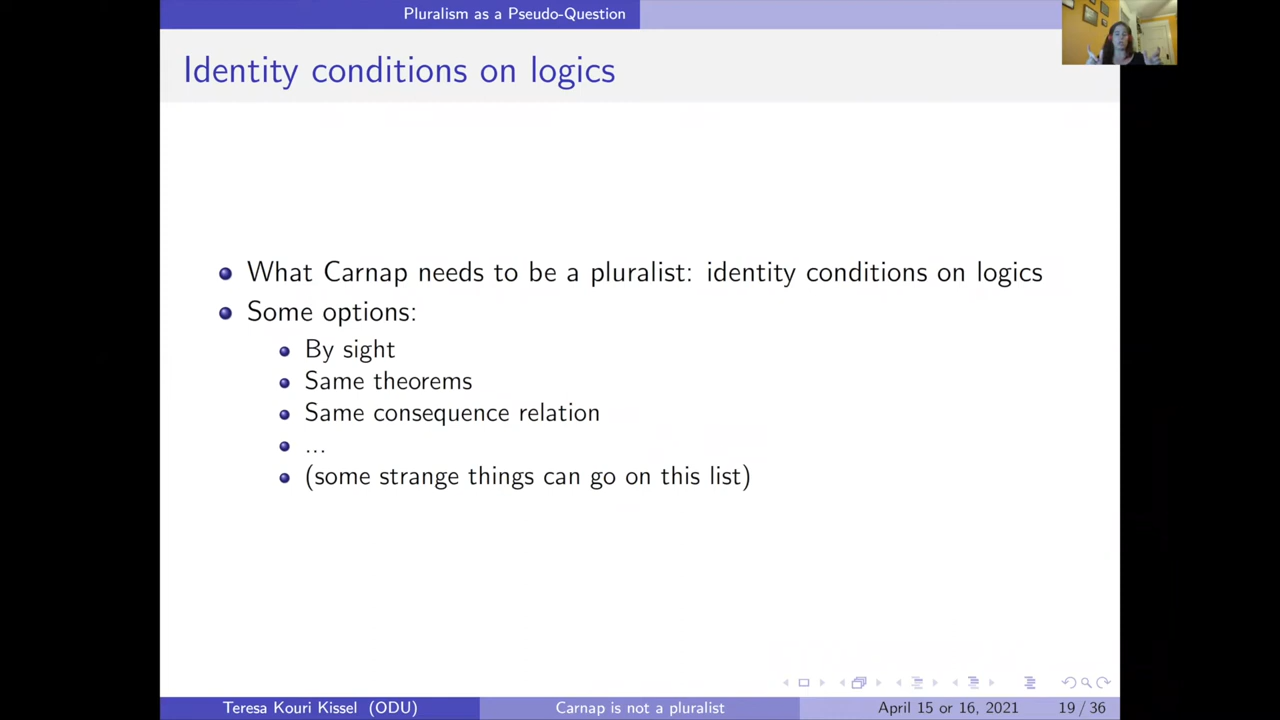 Pluralism as a Pseudo-Question
Identity conditions on logics
What Carnap needs to be a pluralist: identity conditions on logics
Some options:
By sight
Same theorems
Same consequence relation
...
(some strange things can go on this list)
Teresa Kouri Kissel (ODU)
Carnap is not a pluralist
April 15 or 16, 2021
19 / 36